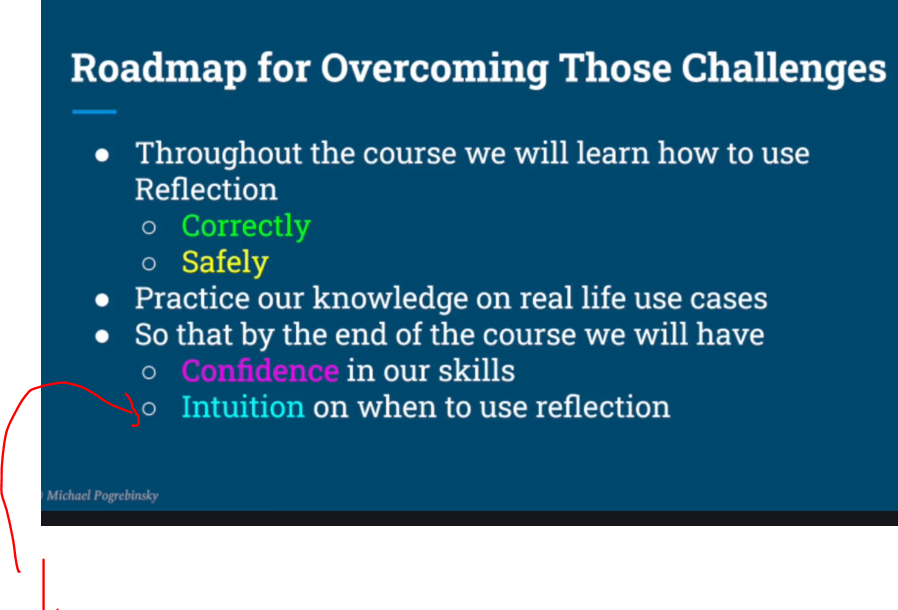 Roadmap for Overcoming Those Challenges
● Throughout the course we will learn how to use
Reflection
○ Correctly
○ Safely
● Practice our knowledge on real life use cases
● So that by the end of the course we will have
○ Confidence in our skills
○ Intuition on when to use reflection
Michael Pogrebinsky